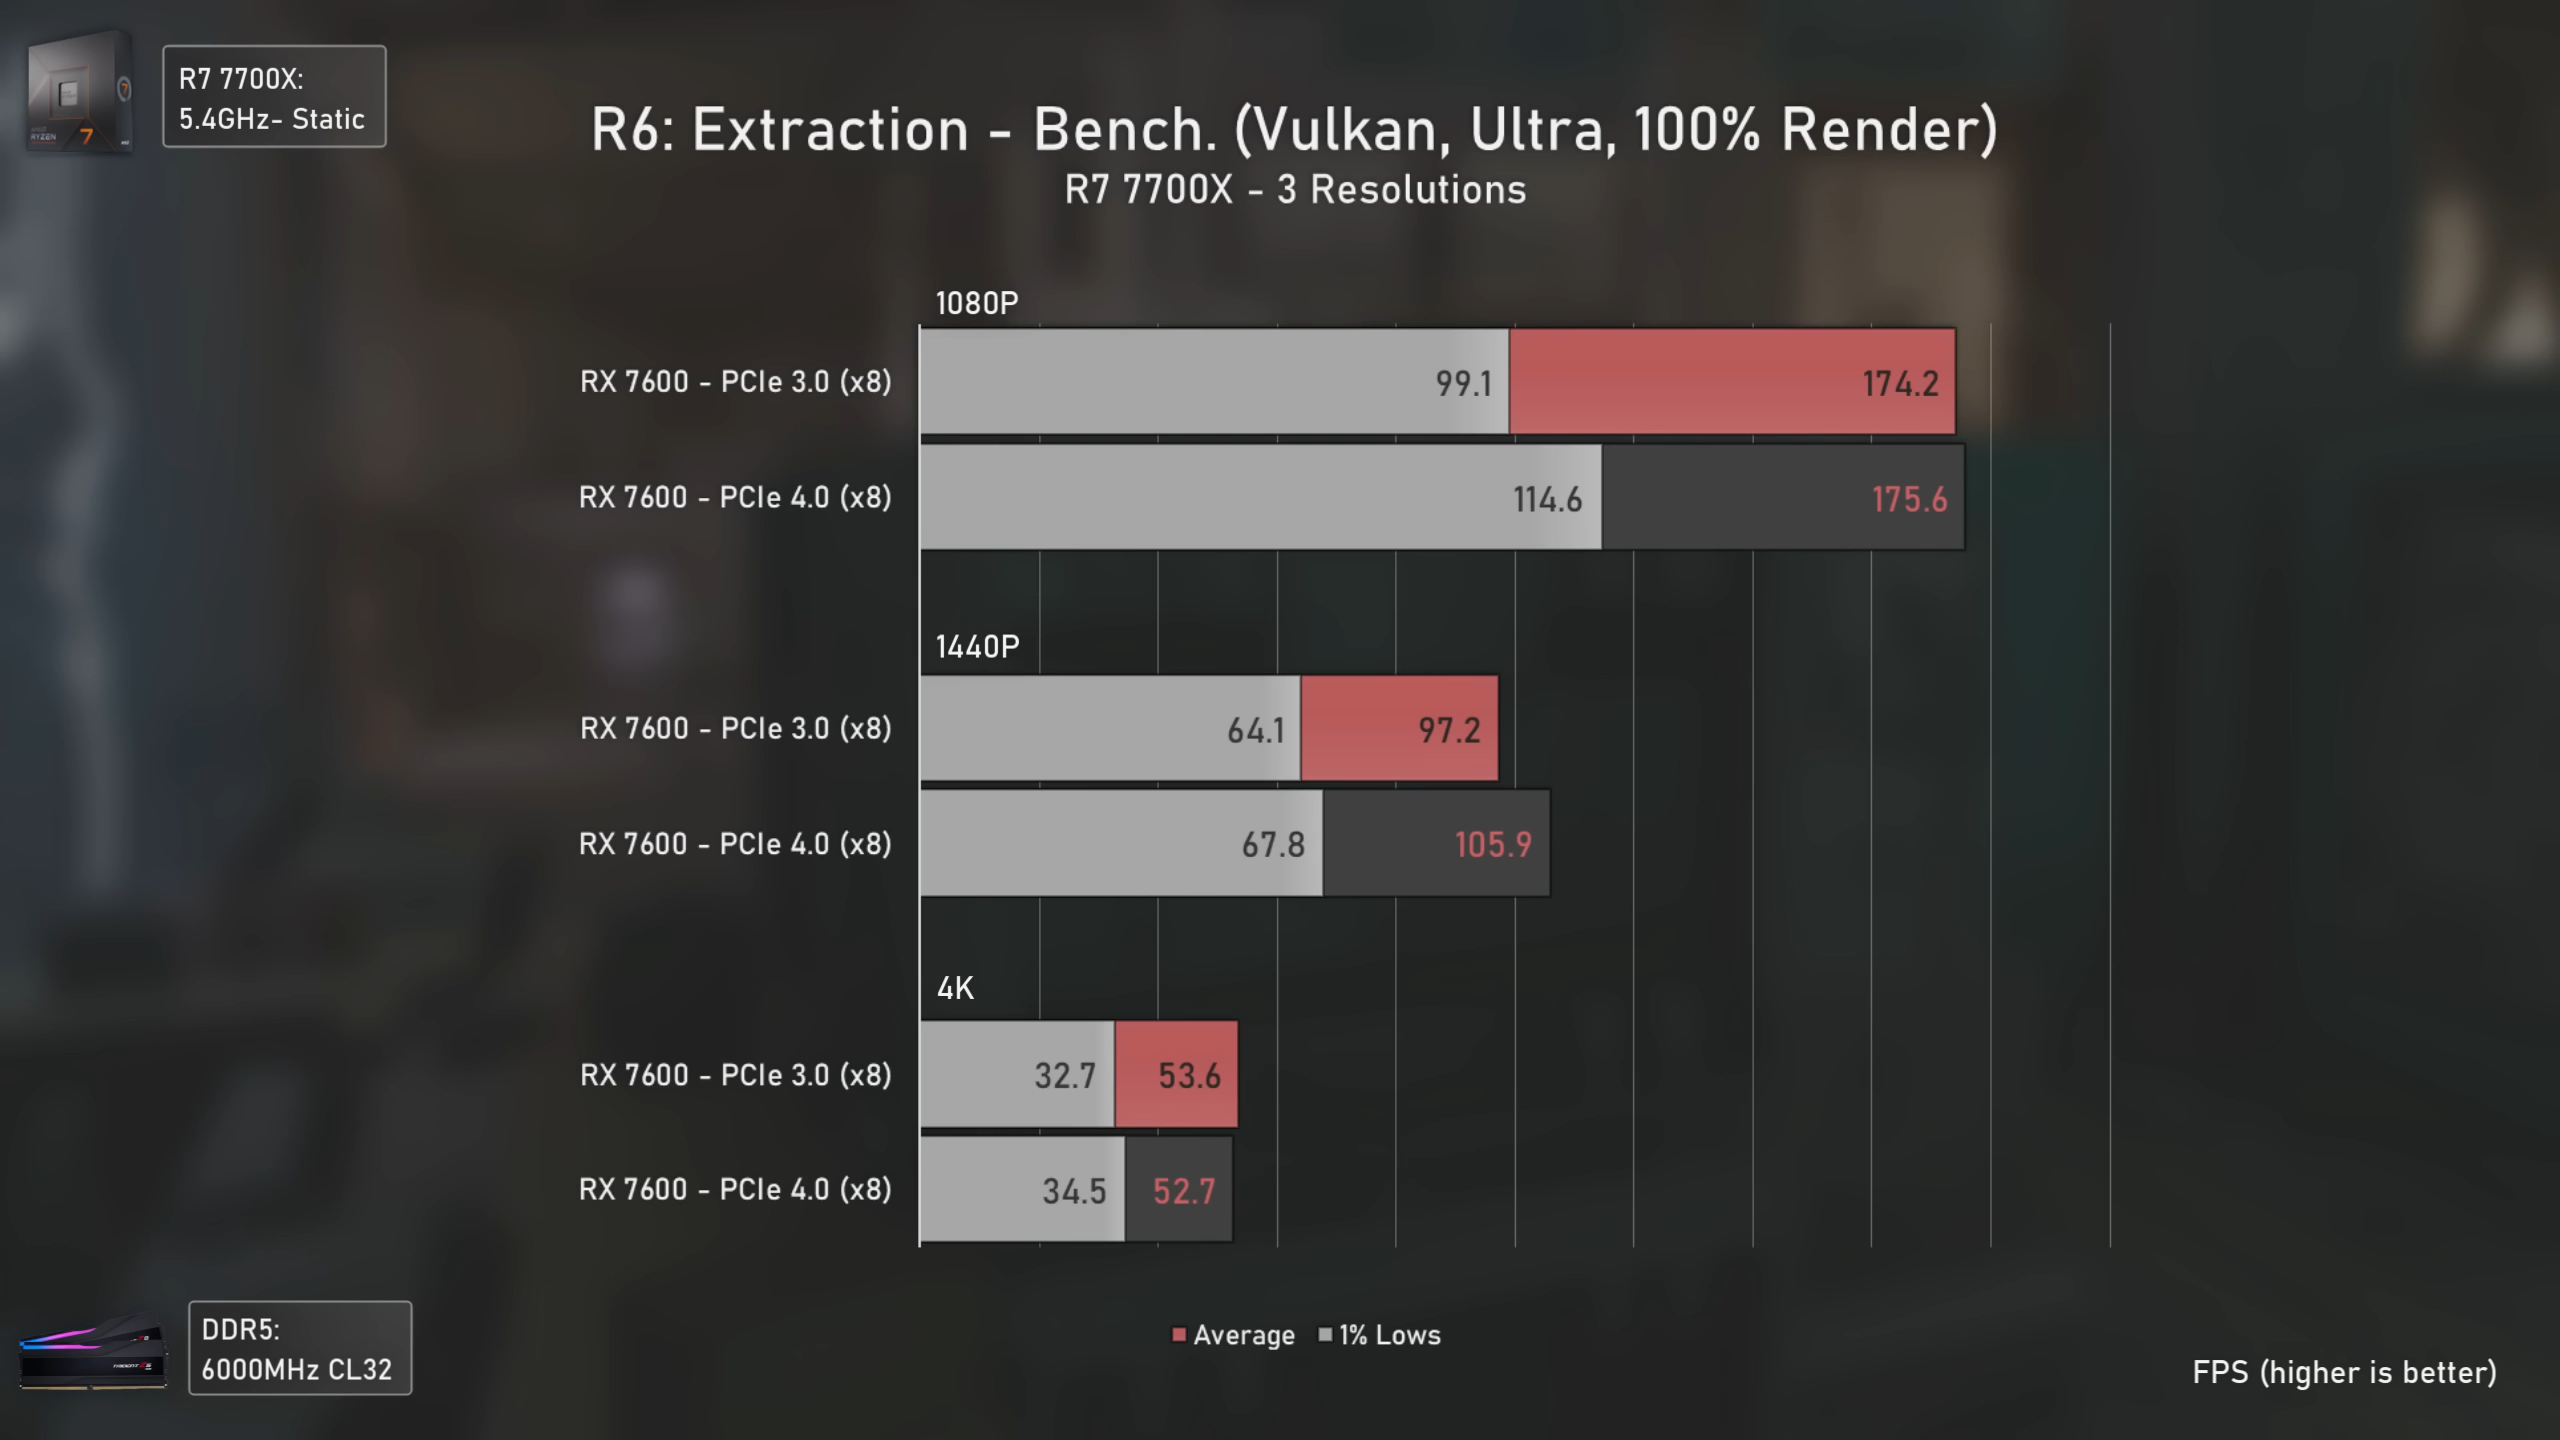 R7 7700X:
5.4GHz- Static
RYZEN 7
R6: Extraction - Bench. (Vulkan, Ultra, 100% Render)
R7 7700X - 3 Resolutions
1080P
RX 7600 - PCIe 3.0 (x8)
99.1
174.2
RX 7600 - PCIe 4.0 (x8)
114.6
175.6
1440P
RX 7600 - PCIe 3.0 (x8)
64.1
97.2
RX 7600 - PCIe 4.0 (x8)
67.8
105.9
4K
RX 7600 - PCIe 3.0 (x8)
32.7
53.6
RX 7600 - PCIe 4.0 (x8)
34.5
52.7
Average
1% Lows
DDR5:
6000MHz CL32
FPS (higher is better)